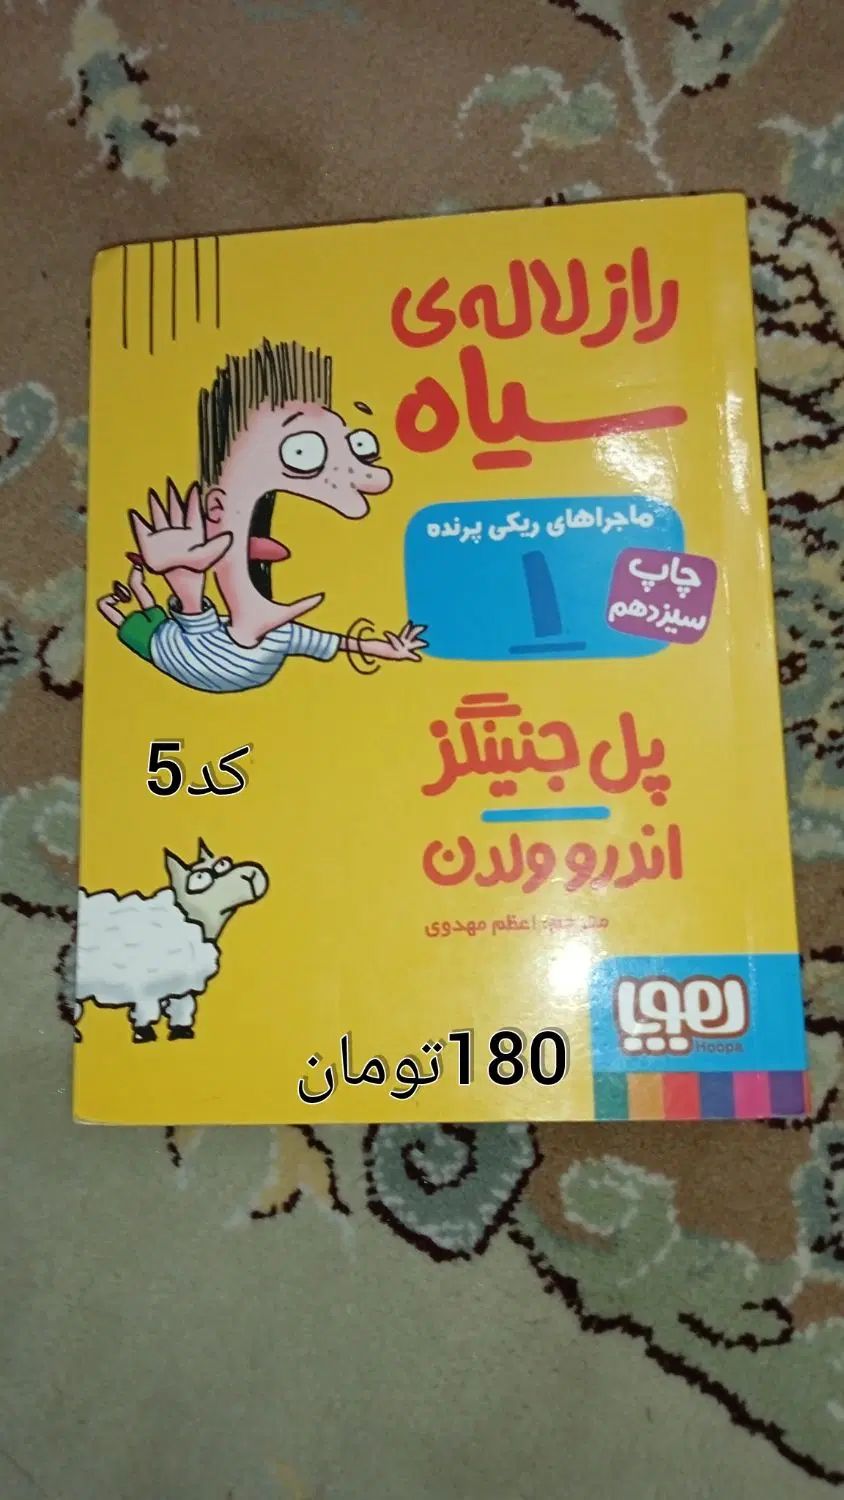 راز لاله‌ی
سیاه
ماجراهای ریکی پرنده
۱
چاپ
سیزدهم
پل جنینگز
اندرو ولدن
مترجم: اعظم مهدوی
کد5
هوپا
Hoopa
180تومان